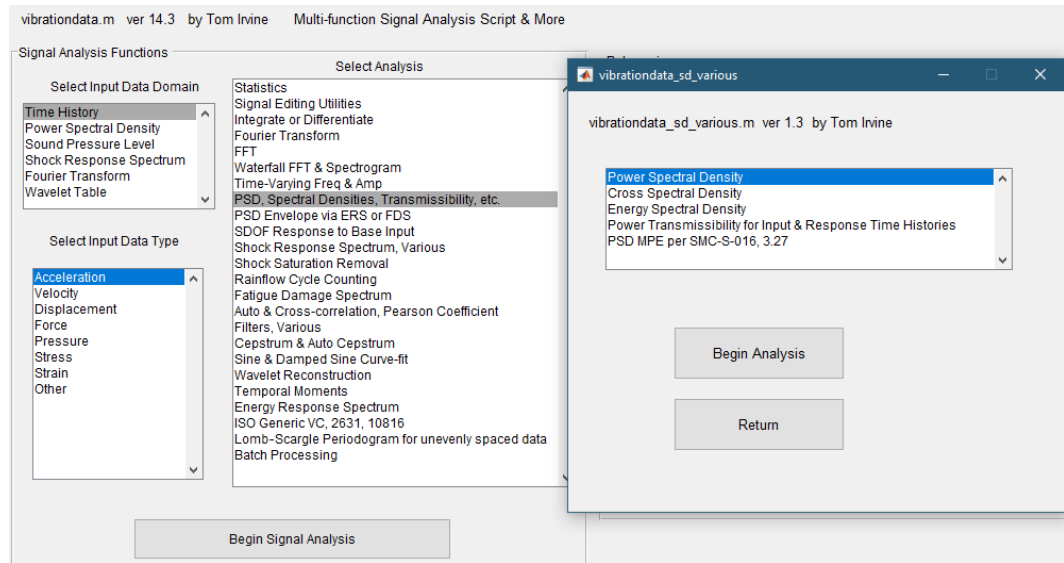 vibrationdata.m ver 14.3 by Tom Irvine Multi-function Signal Analysis Script & More
Signal Analysis Functions
Select Input Data Domain
Time History
Power Spectral Density
Sound Pressure Level
Shock Response Spectrum
Fourier Transform
Wavelet Table
Select Input Data Type
Acceleration
Velocity
Displacement
Force
Pressure
Stress
Strain
Other
Select Analysis
Statistics
Signal Editing Utilities
Integrate or Differentiate
Fourier Transform
FFT
Waterfall FFT & Spectrogram
Time-Varying Freq & Amp
PSD, Spectral Densities, Transmissibility, etc.
PSD Envelope via ERS or FDS
SDOF Response to Base Input
Shock Response Spectrum, Various
Shock Saturation Removal
Rainflow Cycle Counting
Fatigue Damage Spectrum
Auto & Cross-correlation, Pearson Coefficient
Filters, Various
Cepstrum & Auto Cepstrum
Sine & Damped Sine Curve-fit
Wavelet Reconstruction
Temporal Moments
Energy Response Spectrum
ISO Generic VC, 2631, 10816
Lomb-Scargle Periodogram for unevenly spaced data
Batch Processing
Begin Signal Analysis
vibrationdata_sd_various
vibrationdata_sd_various.m ver 1.3 by Tom Irvine
Power Spectral Density
Cross Spectral Density
Energy Spectral Density
Power Transmissibility for Input & Response Time Histories
PSD MPE per SMC-S-016, 3.27
Begin Analysis
Return